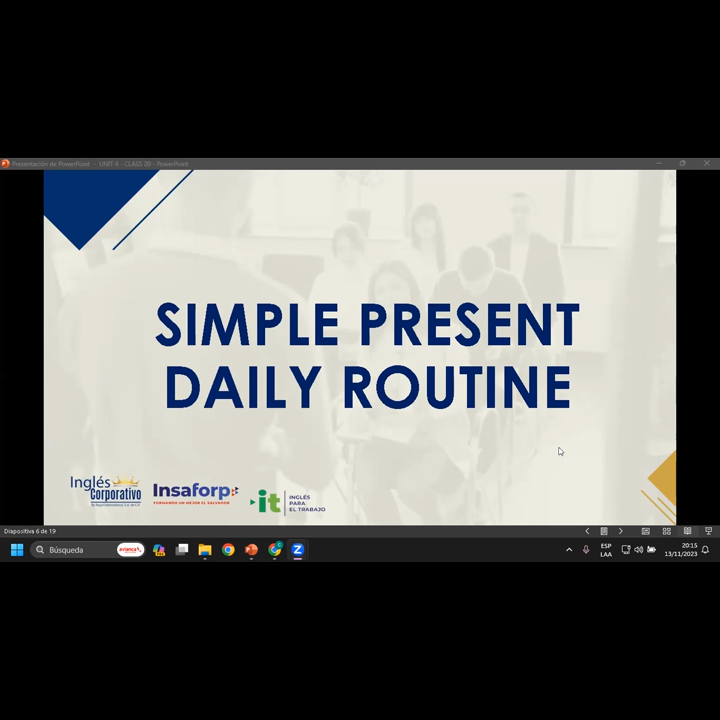 Presentación de PowerPoint - UNIT 4 - CLASS 20 - PowerPoint
SIMPLE PRESENT
DAILY ROUTINE
Inglés
Corporativo
Insaforp
FORMANDO UN MEJOR EL SALVADOR
it
INGLÉS
PARA
EL TRABAJO
Diapositiva 6 de 19
Búsqueda
avianca
ESP
LAA
20:15
13/11/2023